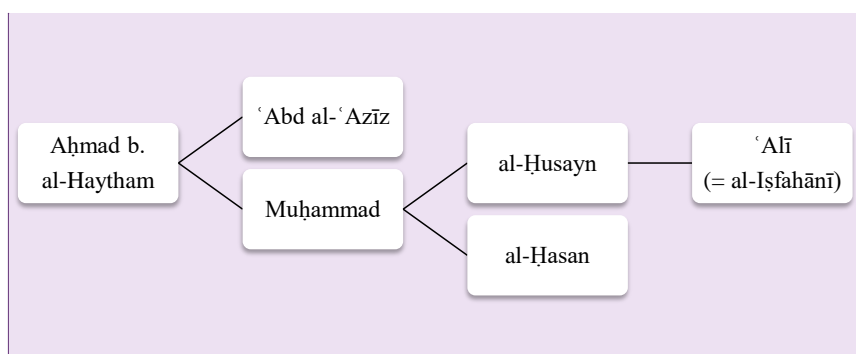 Aḥmad b.
al-Haytham
ʿAbd al-ʿAzīz
Muḥammad
al-Ḥusayn
al-Ḥasan
ʿAlī
(= al-Iṣfahānī)